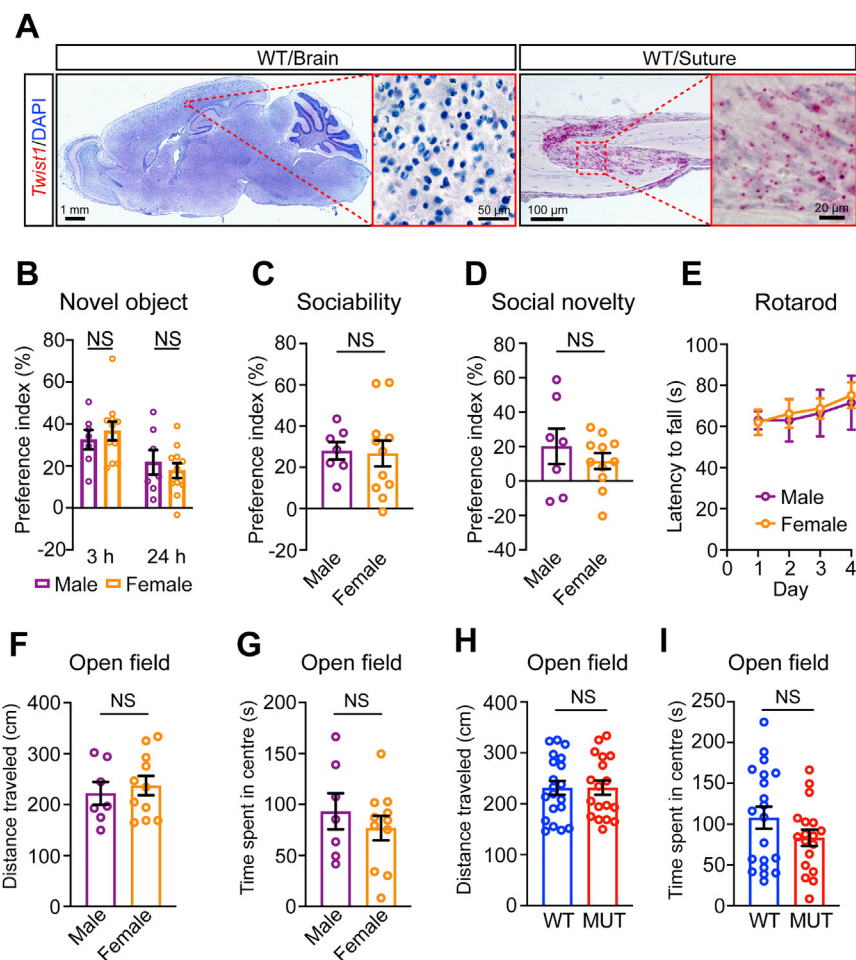 A
WT/Brain
WT/Suture
Twist1/DAPI
1 mm
50 µm
100 µm
20 µm
B
Novel object
Preference index (%)
80
60
40
20
0
-20
NS
NS
3 h
24 h
Male
Female
C
Sociability
Preference index (%)
80
60
40
20
0
-20
NS
Male
Female
D
Social novelty
Preference index (%)
80
60
40
20
0
-20
-40
NS
Male
Female
E
Rotarod
Latency to fall (s)
100
80
60
40
20
0
Male
Female
0
1
2
3
4
Day
F
Open field
Distance traveled (cm)
400
300
200
100
0
NS
Male
Female
G
Open field
Time spent in centre (s)
200
150
100
50
0
NS
Male
Female
H
Open field
Distance traveled (cm)
400
300
200
100
0
NS
WT
MUT
I
Open field
Time spent in centre (s)
250
200
150
100
50
0
NS
WT
MUT